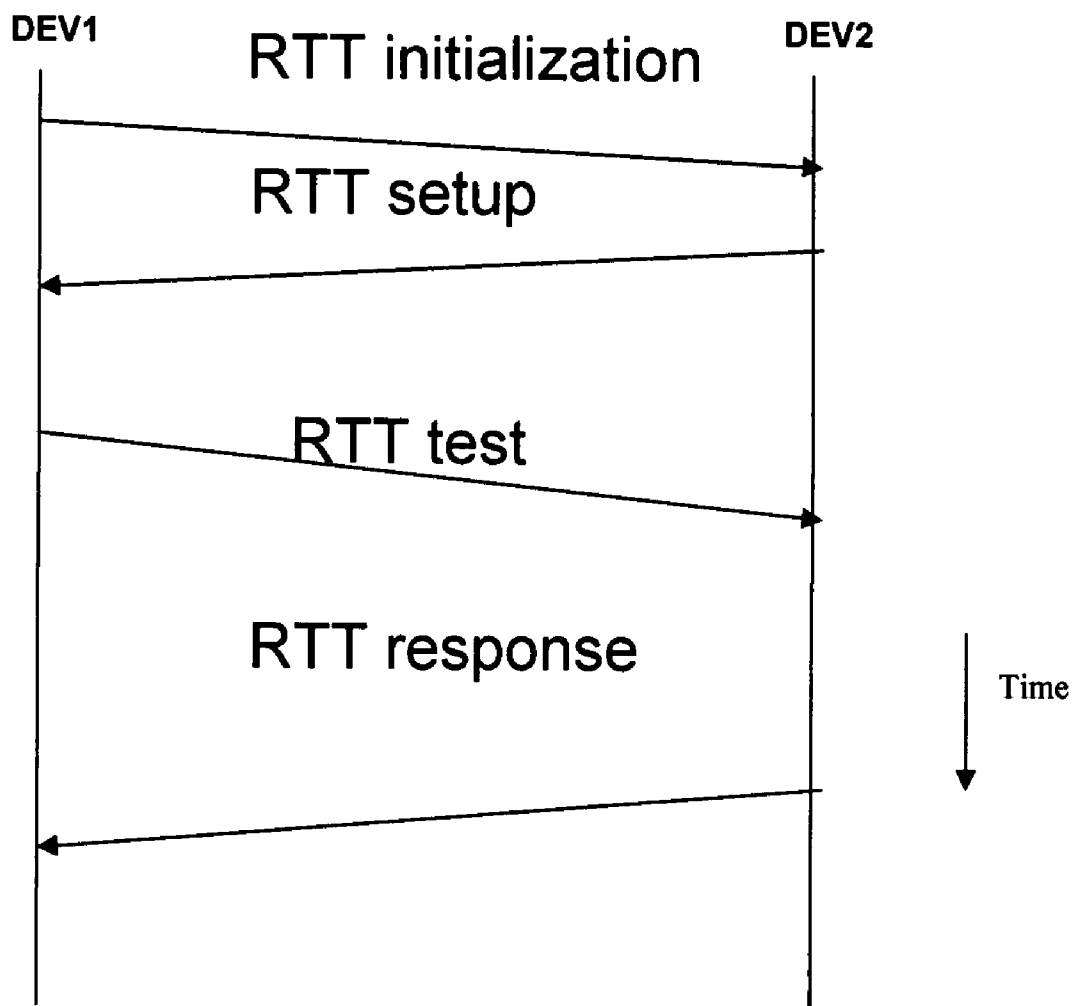 DEV1
DEV2
RTT initialization
RTT setup
RTT test
RTT response
Time